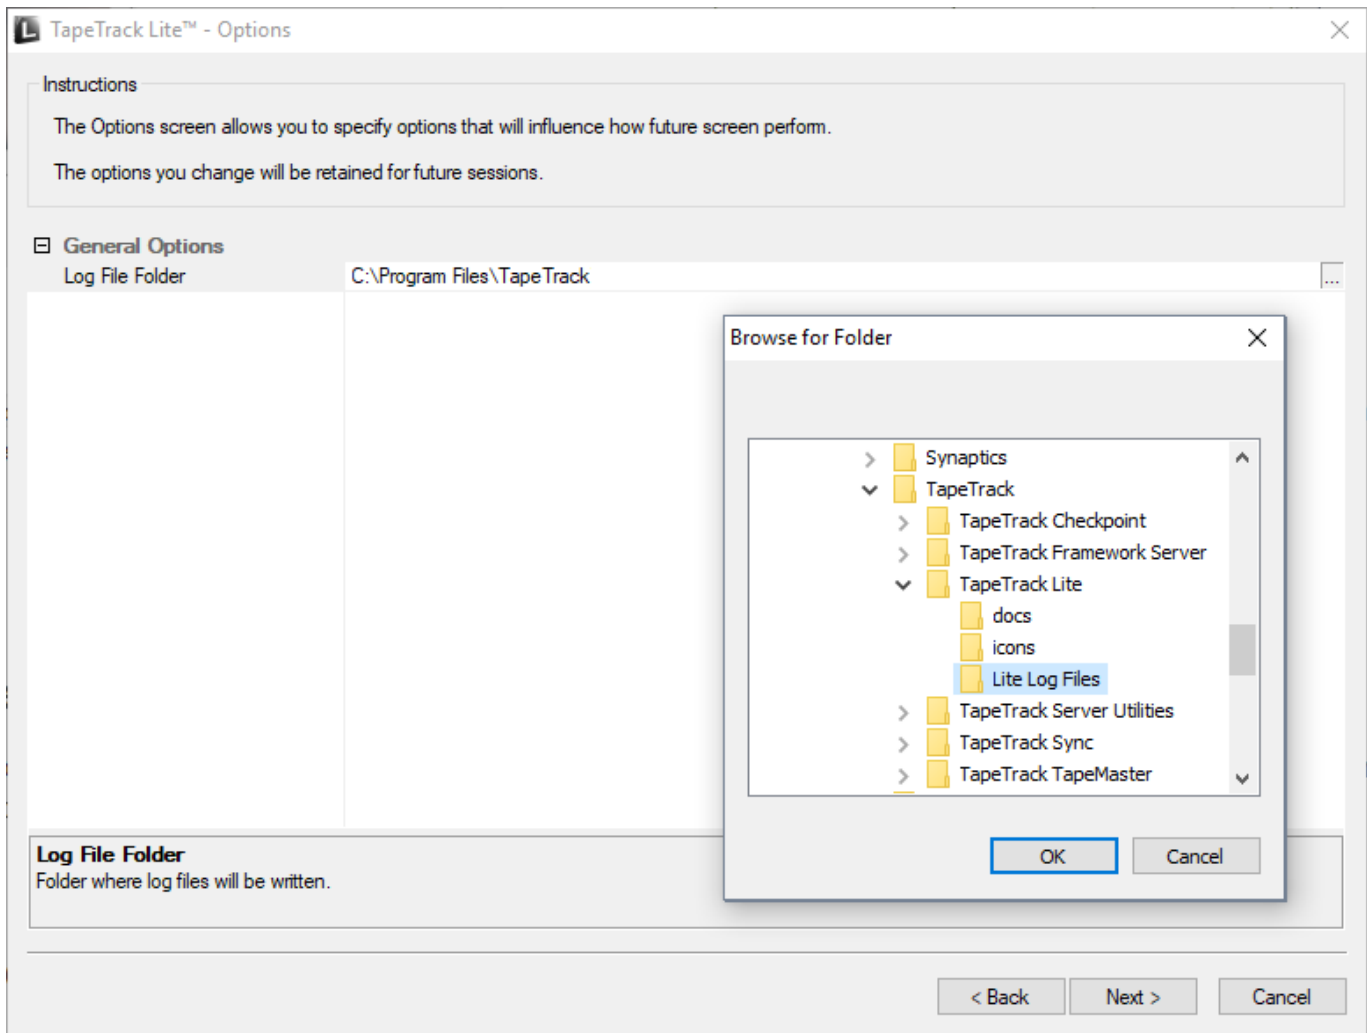 TapeTrack Lite™ - Options
Instructions
The Options screen allows you to specify options that will influence how future screen perform.
The options you change will be retained for future sessions.
General Options
Log File Folder
C:\Program Files\TapeTrack
...
Browse for Folder
Synaptics
TapeTrack
TapeTrack Checkpoint
TapeTrack Framework Server
TapeTrack Lite
docs
icons
Lite Log Files
TapeTrack Server Utilities
TapeTrack Sync
TapeTrack TapeMaster
OK
Cancel
Log File Folder
Folder where log files will be written.
< Back
Next >
Cancel